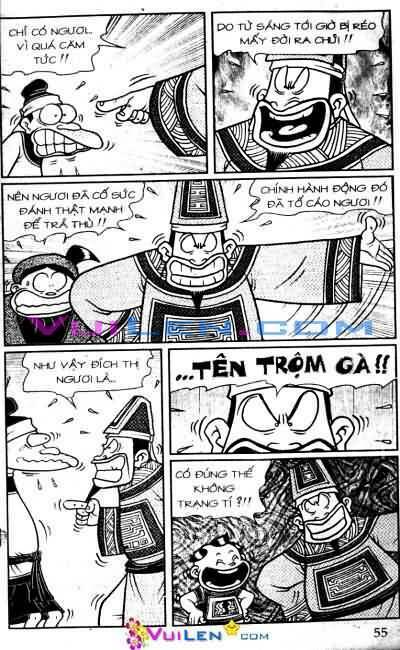 CHỈ CÓ NGƯƠI..
VÌ QUÁ CĂM
TỨC !!
DO TỪ SÁNG TỚI GIỜ BỊ RÉO
MẤY ĐỜI RA CHỬI !!
NÊN NGƯƠI ĐÃ CỐ SỨC
ĐÁNH THẬT MẠNH
ĐỂ TRẢ THÙ !!
CHÍNH HÀNH ĐỘNG ĐÓ
ĐÃ TỐ CÁO NGƯƠI !!
VUILEN.COM
NHƯ VẬY ĐÍCH THỊ
NGƯƠI LÀ...
...TÊN TRỘM GÀ!!
CÓ ĐÚNG THẾ
KHÔNG
TRẠNG TÍ ?!!
55
VUILEN.COM